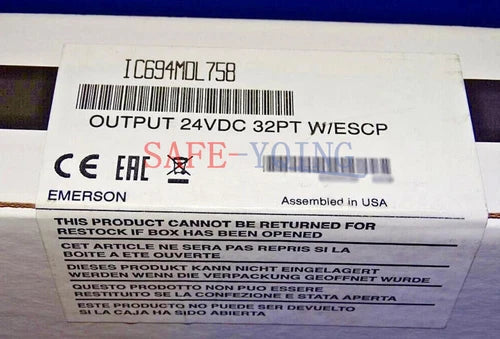 IC694MDL758
OUTPUT 24VDC 32PT W/ESCP
CE EAC
SAFE-YOING
EMERSON
Assembled in USA
THIS PRODUCT CANNOT BE RETURNED FOR
RESTOCK IF BOX HAS BEEN OPENED
CET ARTICLE NE SERA PAS REPRIS SI LA
BOITE A ETE OUVERTE
DIESES PRODUKT KANN NICHT EINGELAGERT
WERDEN WENN DIE VERPACKUNG GEOFFNET WURDE
QUESTO PRODOTTO NON PUO ESSERE
RESTITUITO SE LA CONFEZIONE E STATA APERTA
ESTE PRODUCTO NO PUEDE SER DEVUELTO
SI LA CAJA HA SIDO ABIERTA